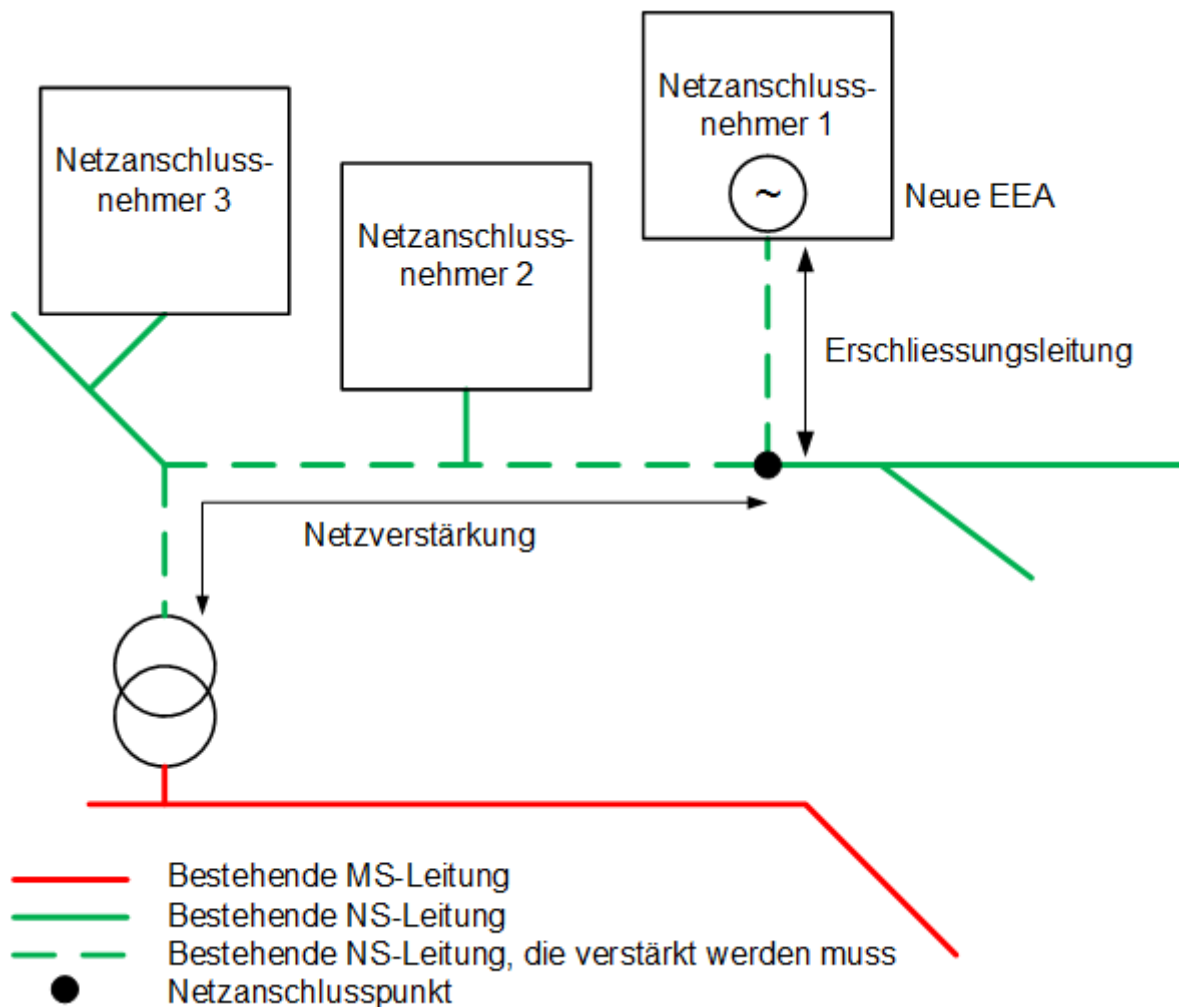 Netzanschluss-
nehmer 1
~
Neue EEA
Netzanschluss-
nehmer 3
Netzanschluss-
nehmer 2
Erschliessungsleitung
Netzverstärkung
Bestehende MS-Leitung
Bestehende NS-Leitung
Bestehende NS-Leitung, die verstärkt werden muss
Netzanschlusspunkt